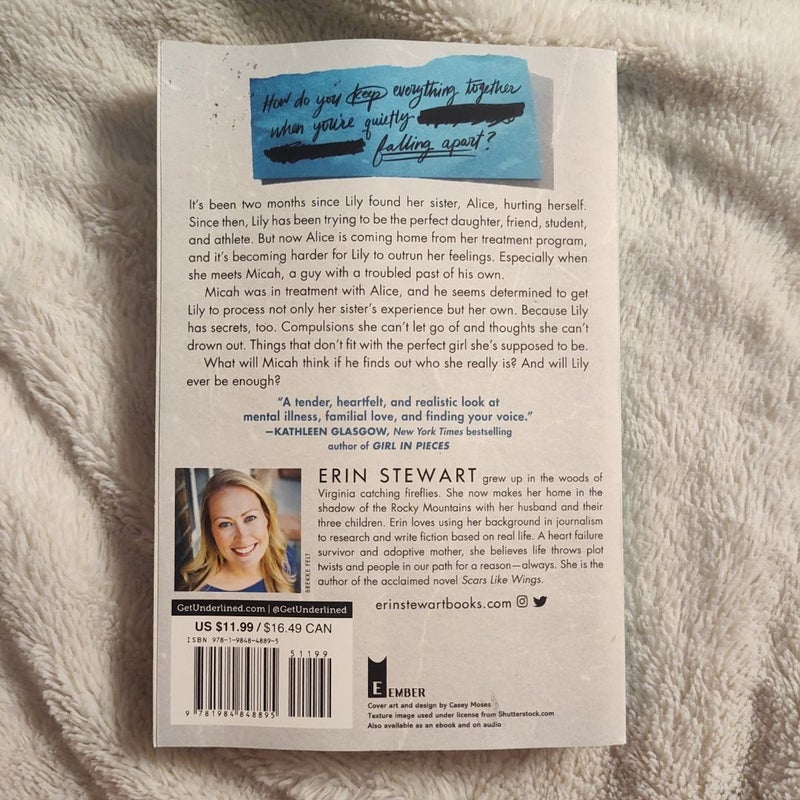 How do you keep everything together
when you're quietly
falling apart?
It's been two months since Lily found her sister, Alice, hurting herself.
Since then, Lily has been trying to be the perfect daughter, friend, student,
and athlete. But now Alice is coming home from her treatment program,
and it's becoming harder for Lily to outrun her feelings. Especially when
she meets Micah, a guy with a troubled past of his own.
Micah was in treatment with Alice, and he seems determined to get
Lily to process not only her sister's experience but her own. Because Lily
has secrets, too. Compulsions she can't let go of and thoughts she can't
drown out. Things that don't fit with the perfect girl she's supposed to be.
What will Micah think if he finds out who she really is? And will Lily
ever be enough?
"A tender, heartfelt, and realistic look at
mental illness, familial love, and finding your voice."
—KATHLEEN GLASGOW, New York Times bestselling
author of GIRL IN PIECES
ERIN STEWART grew up in the woods of
Virginia catching fireflies. She now makes her home in the
shadow of the Rocky Mountains with her husband and their
three children. Erin loves using her background in journalism
to research and write fiction based on real life. A heart failure
survivor and adoptive mother, she believes life throws plot
twists and people in our path for a reason—always. She is the
author of the acclaimed novel Scars Like Wings.
BREKKE FELT
erinstewartbooks.com
GetUnderlined.com | @GetUnderlined
US $11.99 / $16.49 CAN
ISBN 978-1-9848-4889-5
51199
9 781984 848895
E EMBER
Cover art and design by Casey Moses
Texture image used under license from Shutterstock.com
Also available as an ebook and on audio